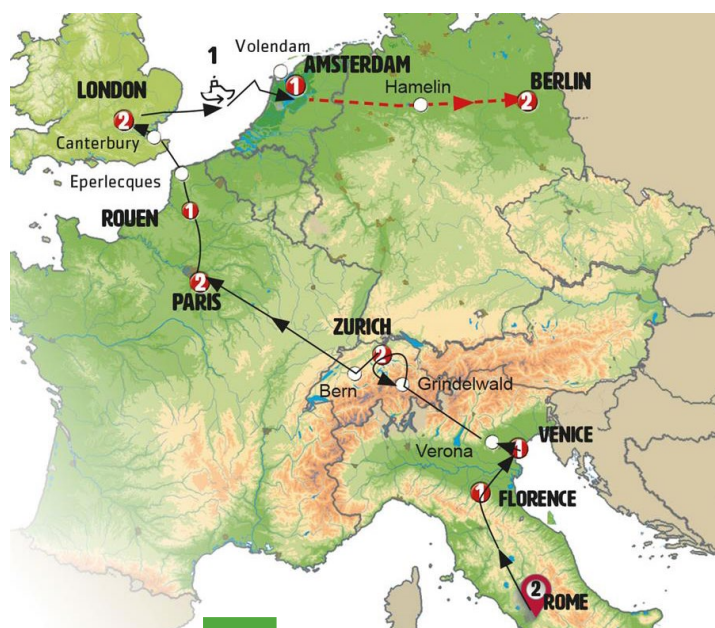 1
Volendam
AMSTERDAM
1
LONDON
2
Hamelin
BERLIN
2
Canterbury
Eperlecques
ROUEN
1
2
PARIS
ZURICH
2
Bern
Grindelwald
Verona
VENICE
1
1
FLORENCE
2
ROME